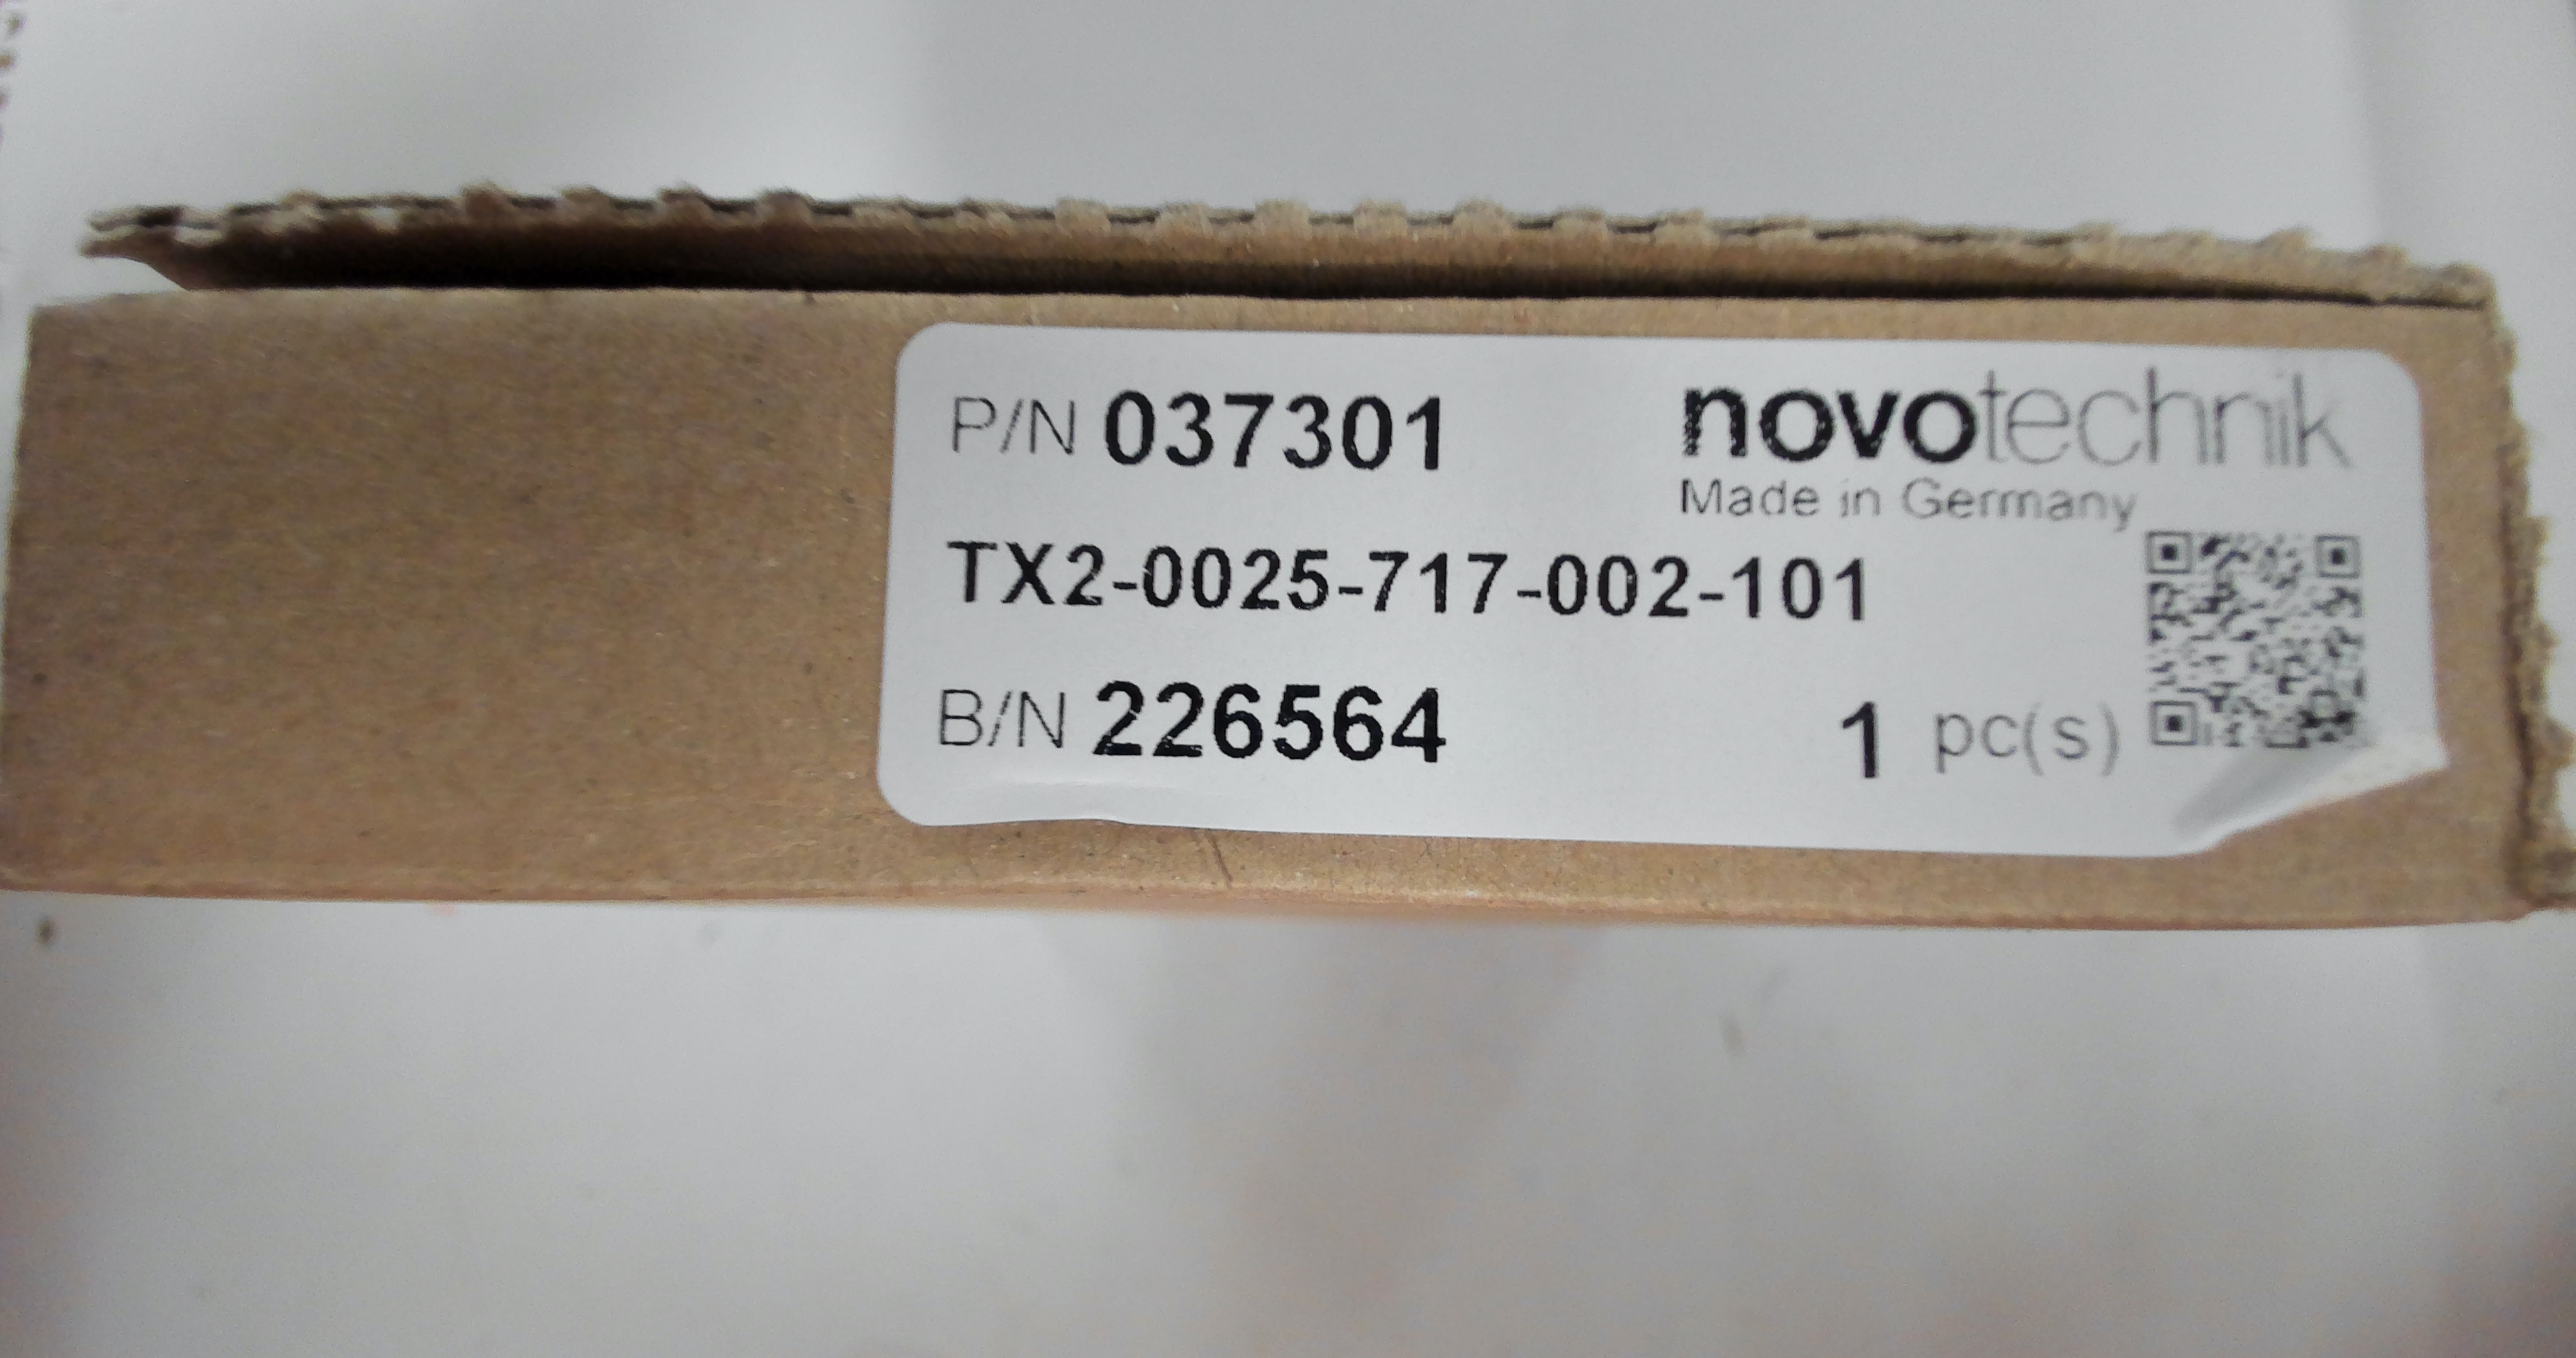 P/N 037301
novotechnik
Made in Germany
TX2-0025-717-002-101
B/N 226564
1 pc(s)